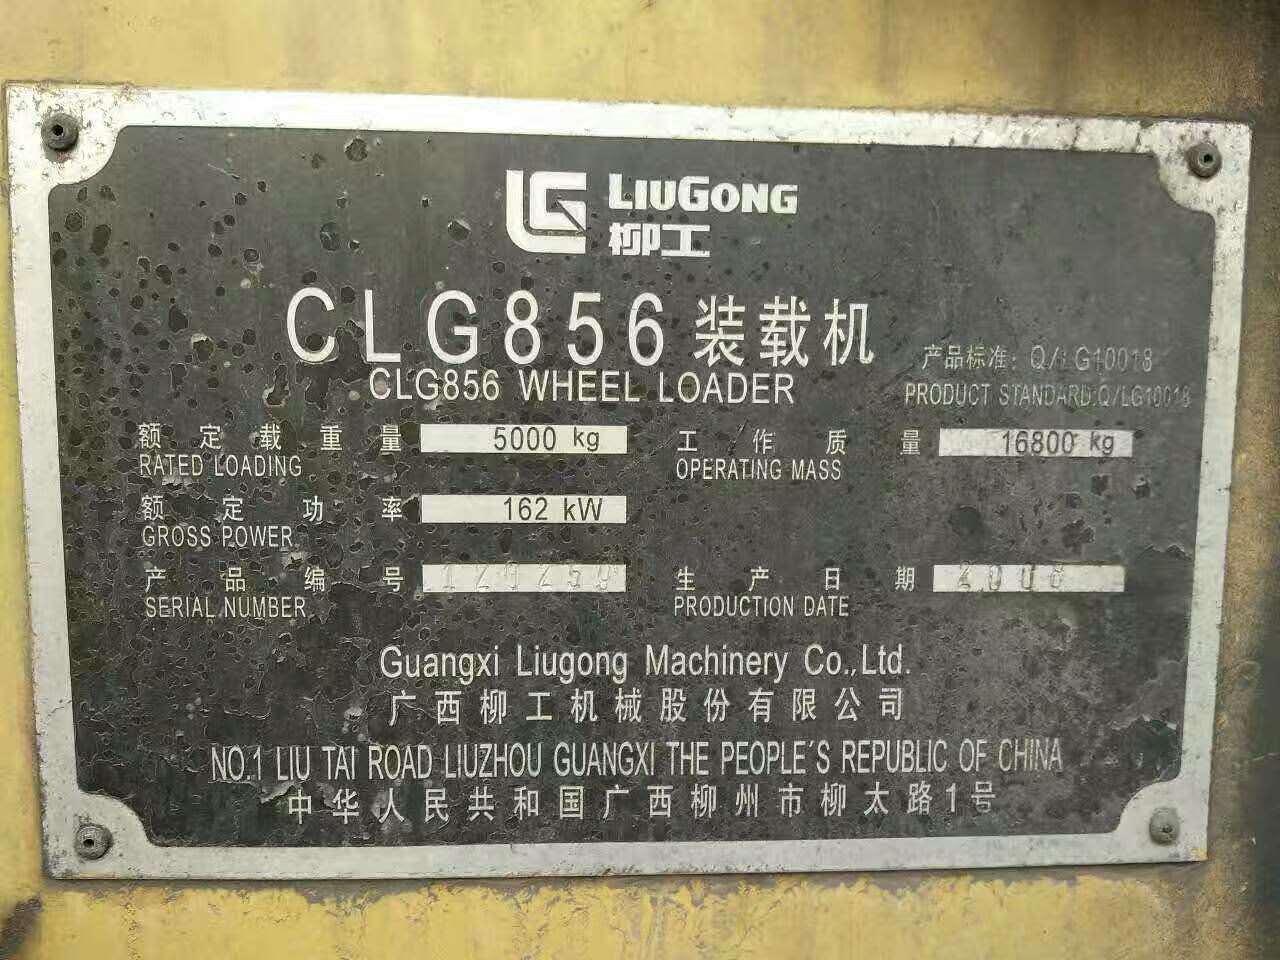 LIUGONG
柳工
CLG856 装载机
CLG856 WHEEL LOADER
产品标准：Q/LG10018
PRODUCT STANDARD:Q/LG10018
额定载重量 5000 kg
RATED LOADING
工作质量 16800 kg
OPERATING MASS
额定功率 162 kW
GROSS POWER
产品编号
SERIAL NUMBER
生产日期
PRODUCTION DATE
Guangxi Liugong Machinery Co.,Ltd.
广西柳工机械股份有限公司
NO.1 LIU TAI ROAD LIUZHOU GUANGXI THE PEOPLE'S REPUBLIC OF CHINA
中华人民共和国广西柳州市柳太路1号